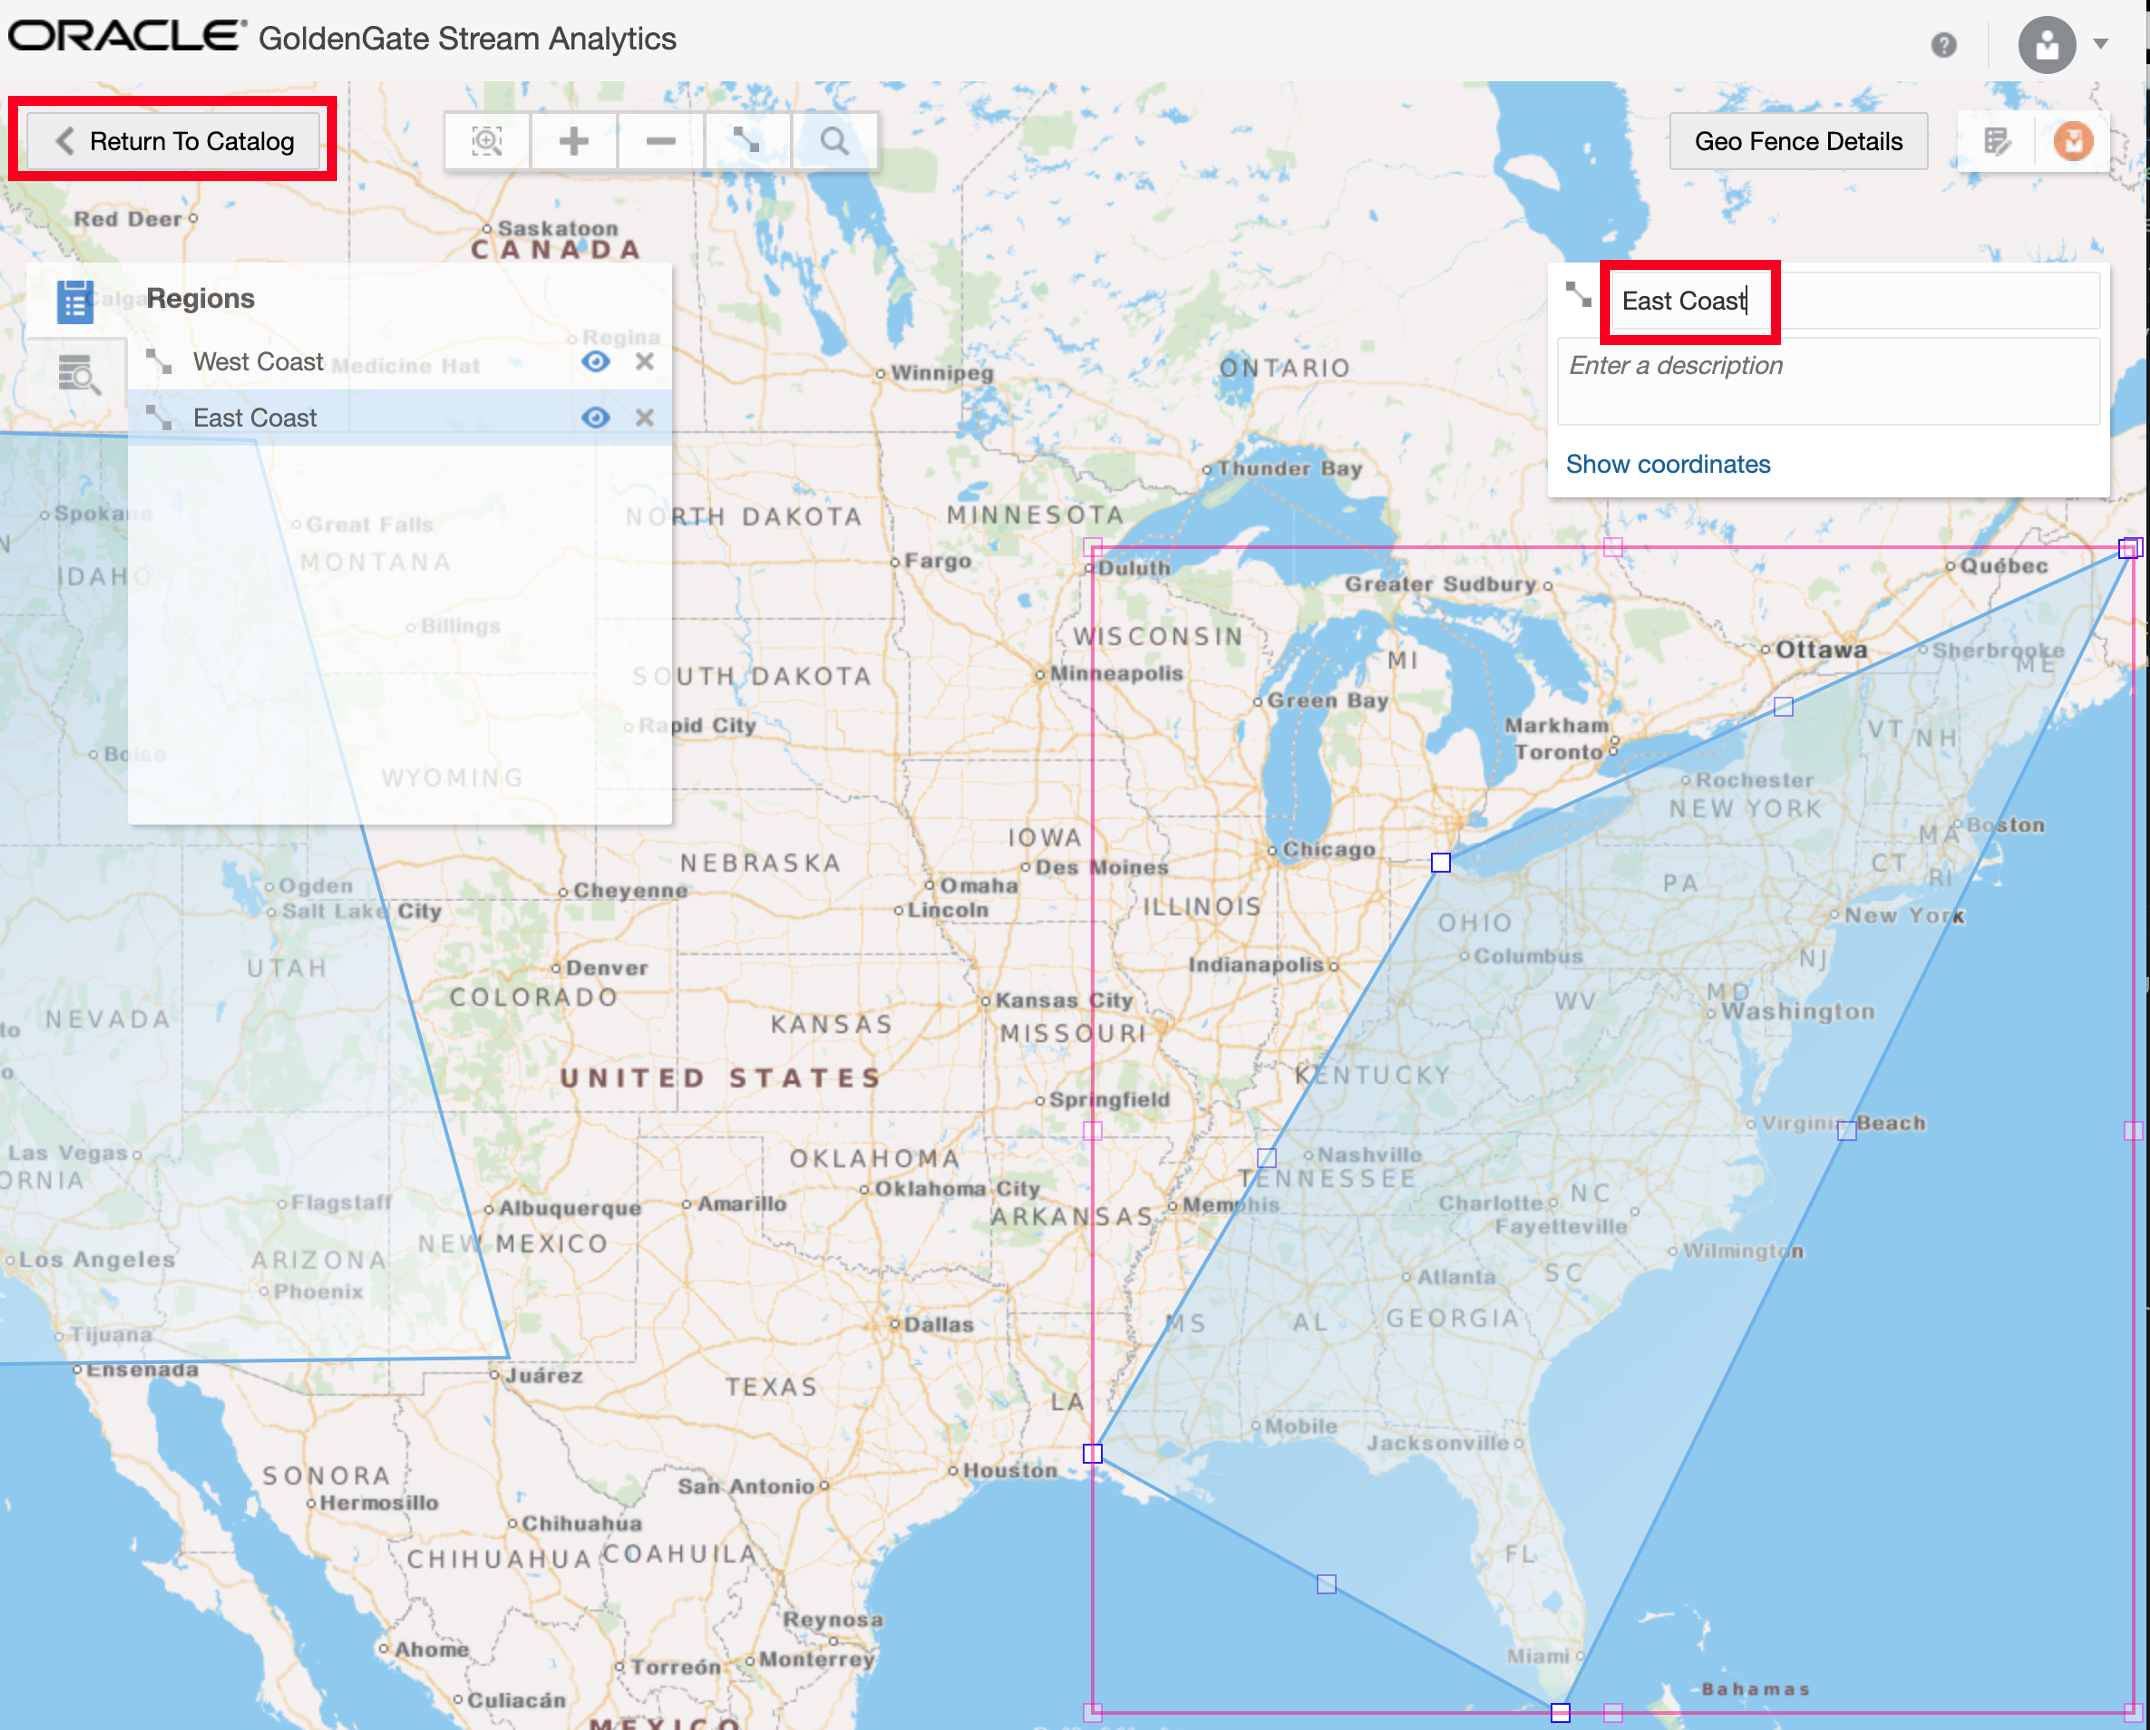 ORACLE® GoldenGate Stream Analytics
Return To Catalog
Geo Fence Details
Red Deer
Saskatoon
CANADA
Regions
Regina
West Coast
Medicine Hat
East Coast
East Coast
Enter a description
Show coordinates
Winnipeg
ONTARIO
Thunder Bay
Spokane
Great Falls
NORTH DAKOTA
MINNESOTA
MONTANA
IDAHO
Fargo
Duluth
Greater Sudbury
Québec
Billings
WISCONSIN
MI
Ottawa
Sherbrooke
ME
SOUTH DAKOTA
Minneapolis
Green Bay
Rapid City
Markham
Toronto
VT
NH
Boise
WYOMING
Rochester
NEW YORK
IOWA
MA
Boston
NEBRASKA
Des Moines
Chicago
CT
RI
Ogden
Cheyenne
Omaha
PA
Salt Lake City
Lincoln
ILLINOIS
OHIO
New York
UTAH
Denver
Indianapolis
Columbus
NJ
COLORADO
Kansas City
WV
MD
Washington
NEVADA
KANSAS
MISSOURI
UNITED STATES
KENTUCKY
Springfield
Virginia Beach
Las Vegas
ORNIA
OKLAHOMA
Nashville
TENNESSEE
Flagstaff
Albuquerque
Amarillo
Oklahoma City
ARKANSAS
Memphis
Charlotte
NC
Fayetteville
Los Angeles
ARIZONA
NEW MEXICO
Wilmington
Phoenix
Atlanta
SC
Tijuana
Dallas
MS
AL
GEORGIA
Ensenada
Juárez
TEXAS
LA
Mobile
Jacksonville
SONORA
San Antonio
Houston
Hermosillo
Chihuahua
CHIHUAHUA
COAHUILA
FL
Reynosa
Ahome
Torreón
Monterrey
Miami
Culiacán
Bahamas
MEXICO